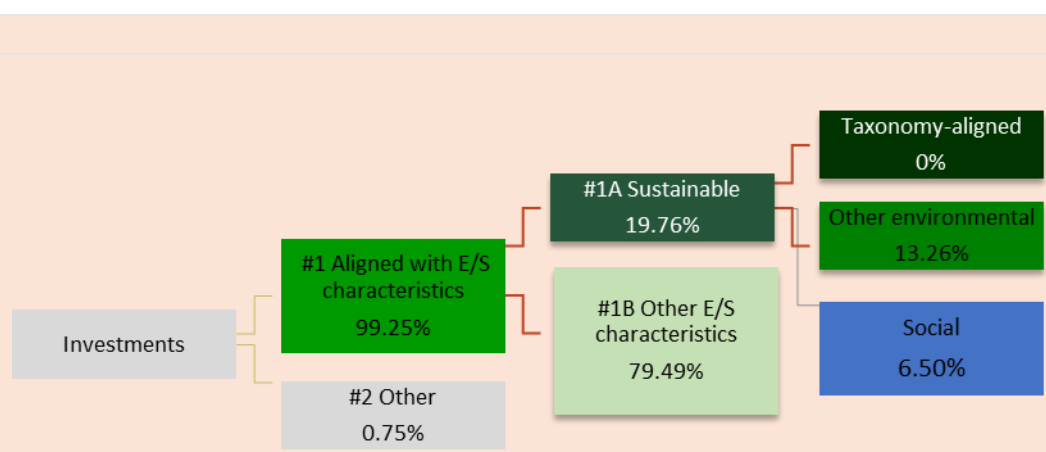 Investments
#1 Aligned with E/S
characteristics
99.25%
#2 Other
0.75%
#1A Sustainable
19.76%
#1B Other E/S
characteristics
79.49%
Taxonomy-aligned
0%
Other environmental
13.26%
Social
6.50%